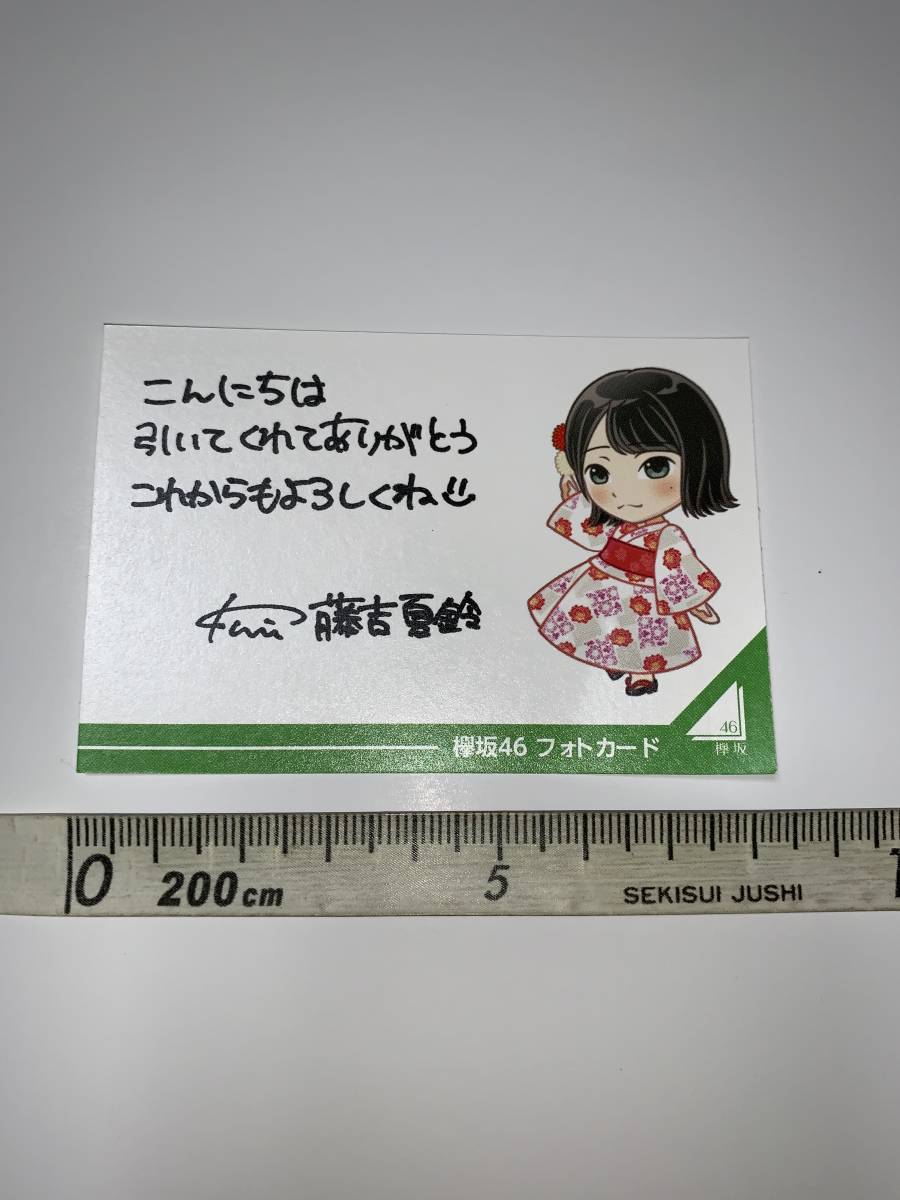 こんにちは
引いてくれてありがとう
これからもよろしくね
藤吉夏鈴
46
欅坂
欅坂46 フォトカード
0 200cm 5 SEKISUI JUSHI 1